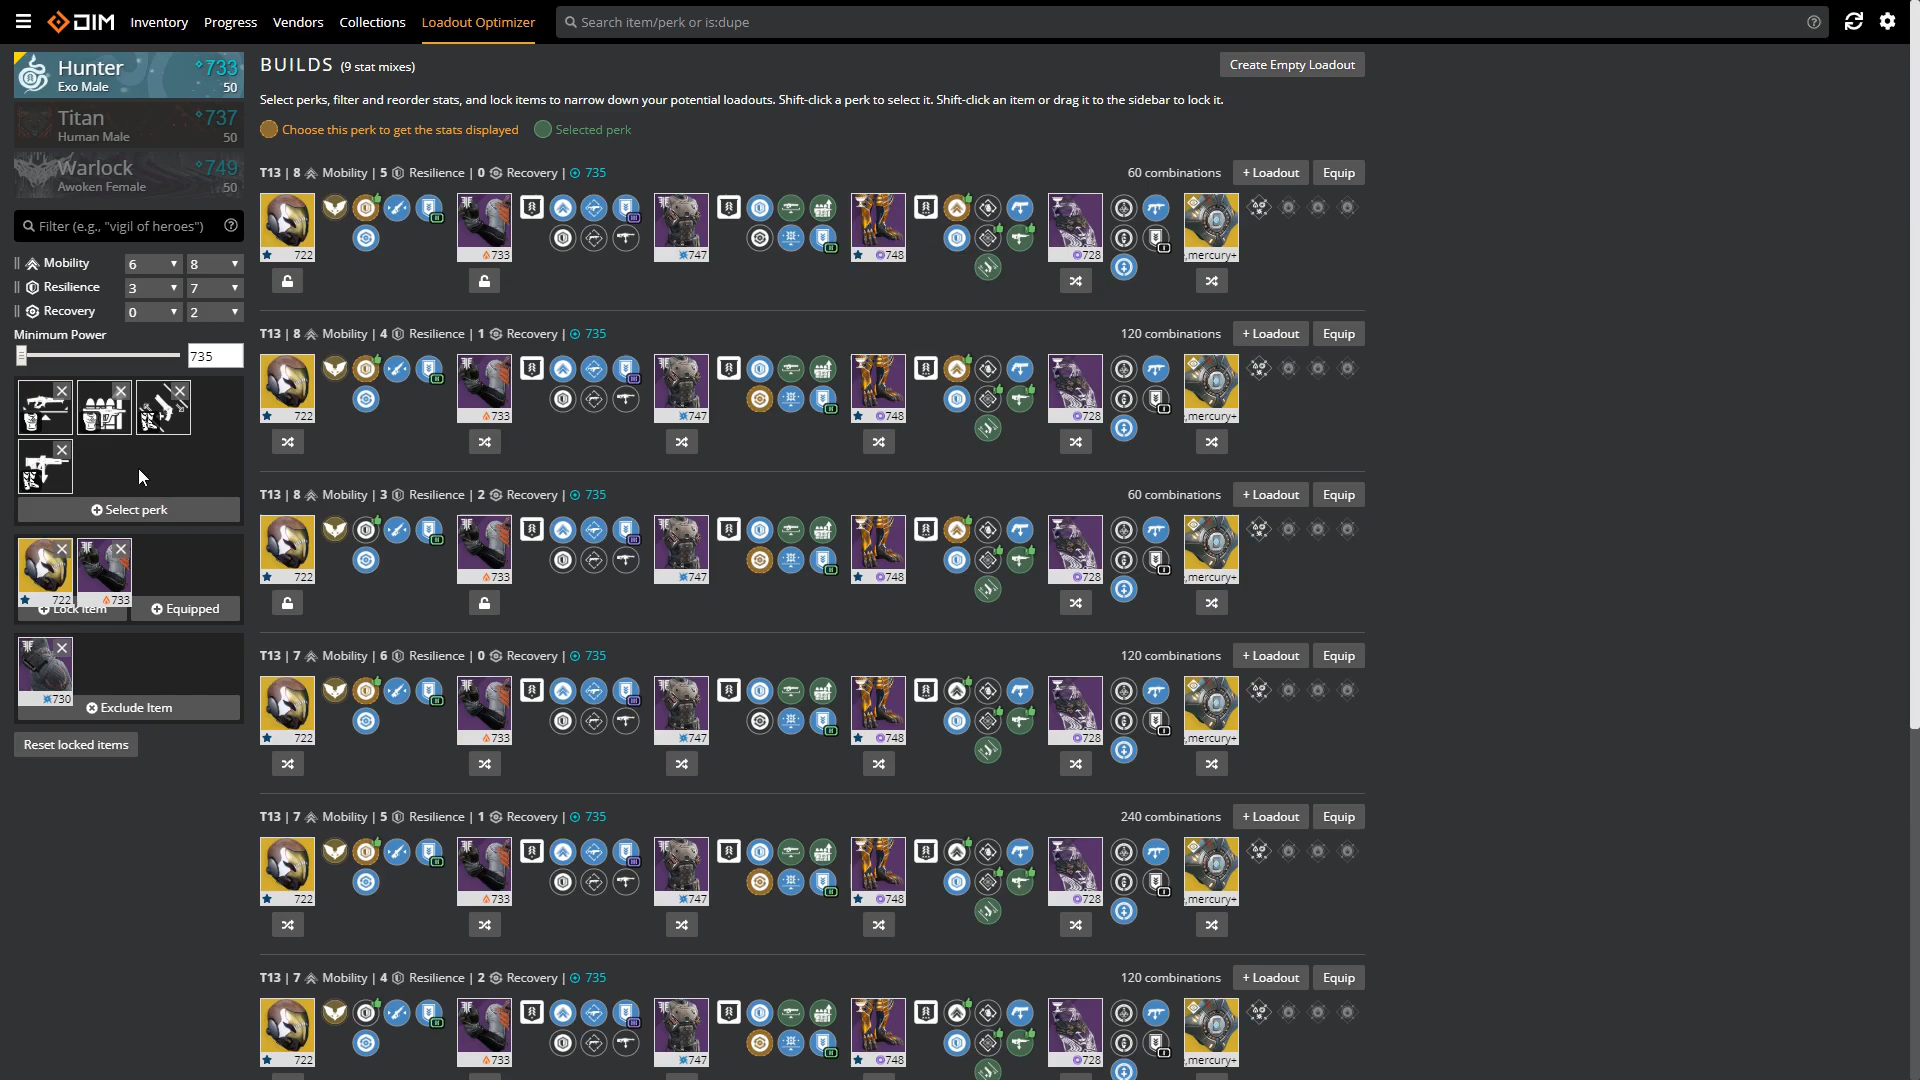 DIM Inventory Progress Vendors Collections Loadout Optimizer Search item/perk or is:dupe
Hunter 733
Exo Male 50
Titan 737
Human Male 50
Warlock 749
Awoken Female 50
Filter (e.g., "vigil of heroes")
Mobility 6 8
Resilience 3 7
Recovery 0 2
Minimum Power
735
Select perk
722 733
Lock item Equipped
730
Exclude Item
Reset locked items
BUILDS (9 stat mixes) Create Empty Loadout
Select perks, filter and reorder stats, and lock items to narrow down your potential loadouts. Shift-click a perk to select it. Shift-click an item or drag it to the sidebar to lock it.
Choose this perk to get the stats displayed Selected perk
T13 | 8 Mobility | 5 Resilience | 0 Recovery | 735 60 combinations + Loadout Equip
722 733 747 748 728 ,mercury+
T13 | 8 Mobility | 4 Resilience | 1 Recovery | 735 120 combinations + Loadout Equip
722 733 747 748 728 ,mercury+
T13 | 8 Mobility | 3 Resilience | 2 Recovery | 735 60 combinations + Loadout Equip
722 733 747 748 728 ,mercury+
T13 | 7 Mobility | 6 Resilience | 0 Recovery | 735 120 combinations + Loadout Equip
722 733 747 748 728 ,mercury+
T13 | 7 Mobility | 5 Resilience | 1 Recovery | 735 240 combinations + Loadout Equip
722 733 747 748 728 ,mercury+
T13 | 7 Mobility | 4 Resilience | 2 Recovery | 735 120 combinations + Loadout Equip
722 733 747 748 728 ,mercury+